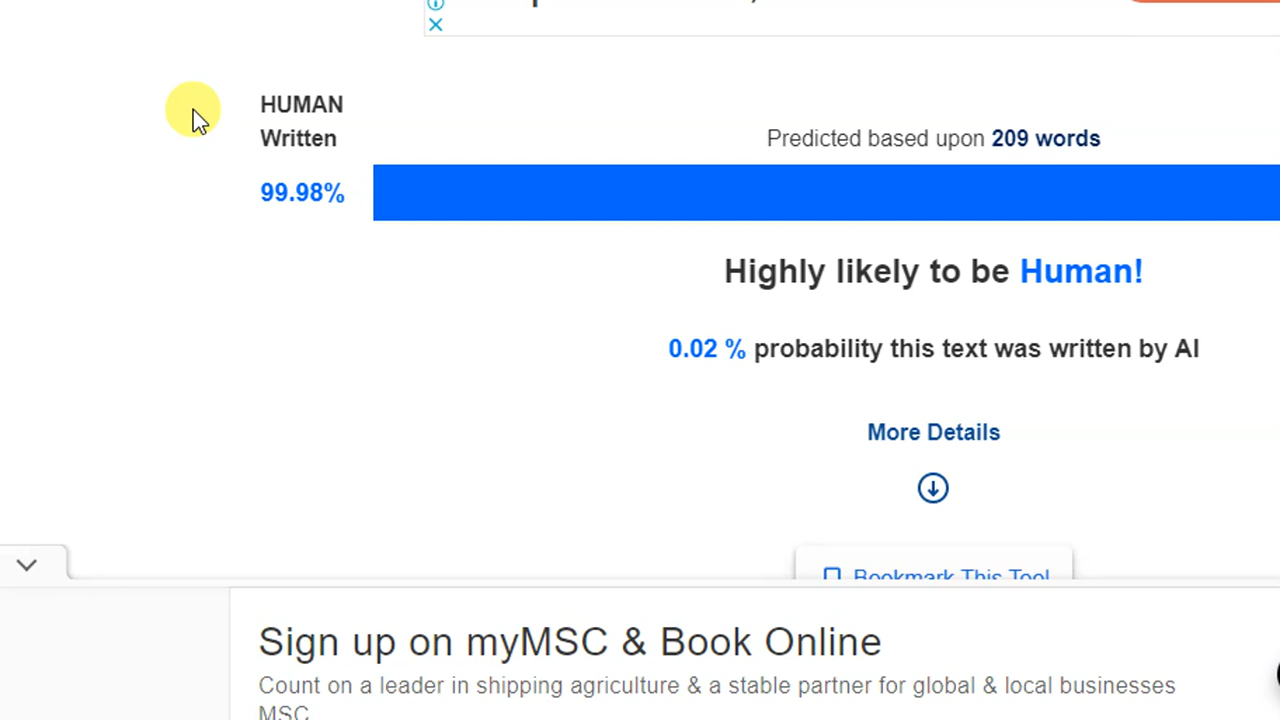 HUMAN
Written
Predicted based upon 209 words
99.98%
Highly likely to be Human!
0.02 % probability this text was written by AI
More Details
Bookmark This Tool
Sign up on myMSC & Book Online
Count on a leader in shipping agriculture & a stable partner for global & local businesses
MSC